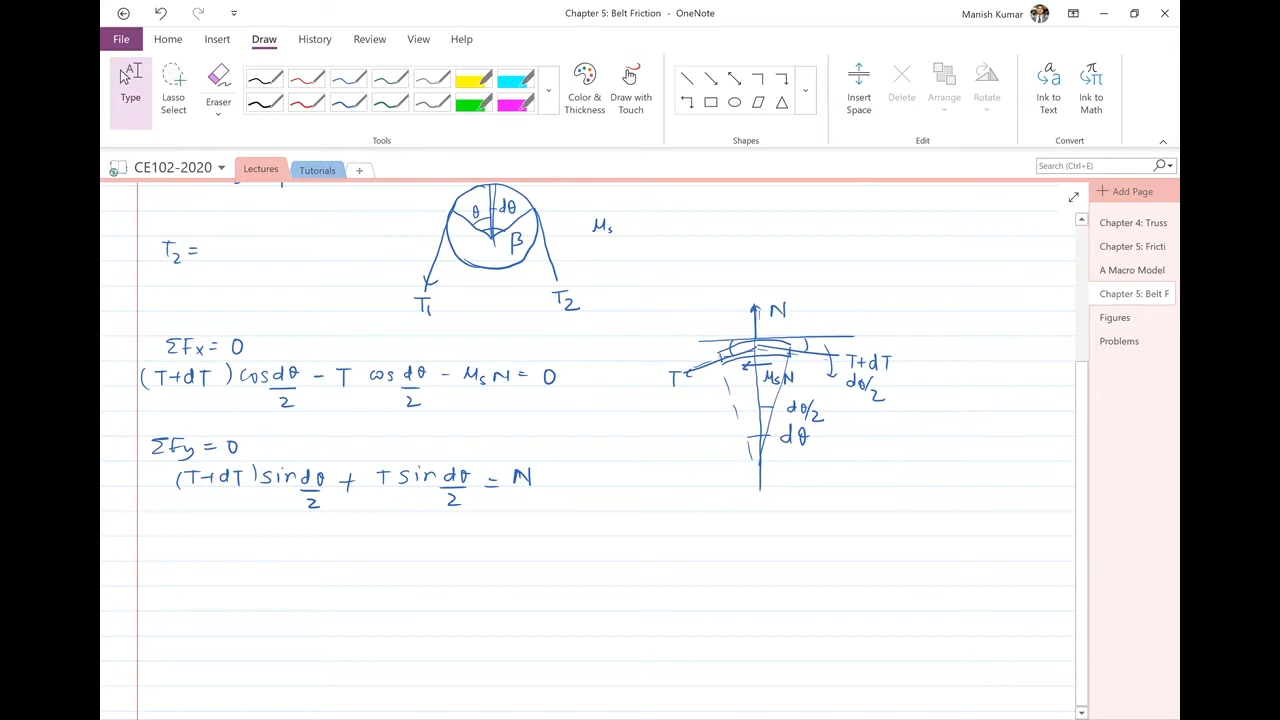 Chapter 5: Belt Friction - OneNote
Manish Kumar
File Home Insert Draw History Review View Help
Type
Lasso Select
Eraser
Color & Thickness
Draw with Touch
Insert Space
Delete
Arrange
Rotate
Ink to Text
Ink to Math
Tools
Shapes
Edit
Convert
CE102-2020
Lectures
Tutorials
+
Search (Ctrl+E)
Add Page
Chapter 4: Truss
Chapter 5: Fricti
A Macro Model
Chapter 5: Belt F
Figures
Problems
θ dθ
β
μs
T2 =
T1
T2
N
T+dT
dθ/2
T
μsN
dθ/2
dθ
ΣFx = 0
(T+dT) cos dθ/2 - T cos dθ/2 - μsN = 0
ΣFy = 0
(T+dT) sin dθ/2 + T sin dθ/2 = N